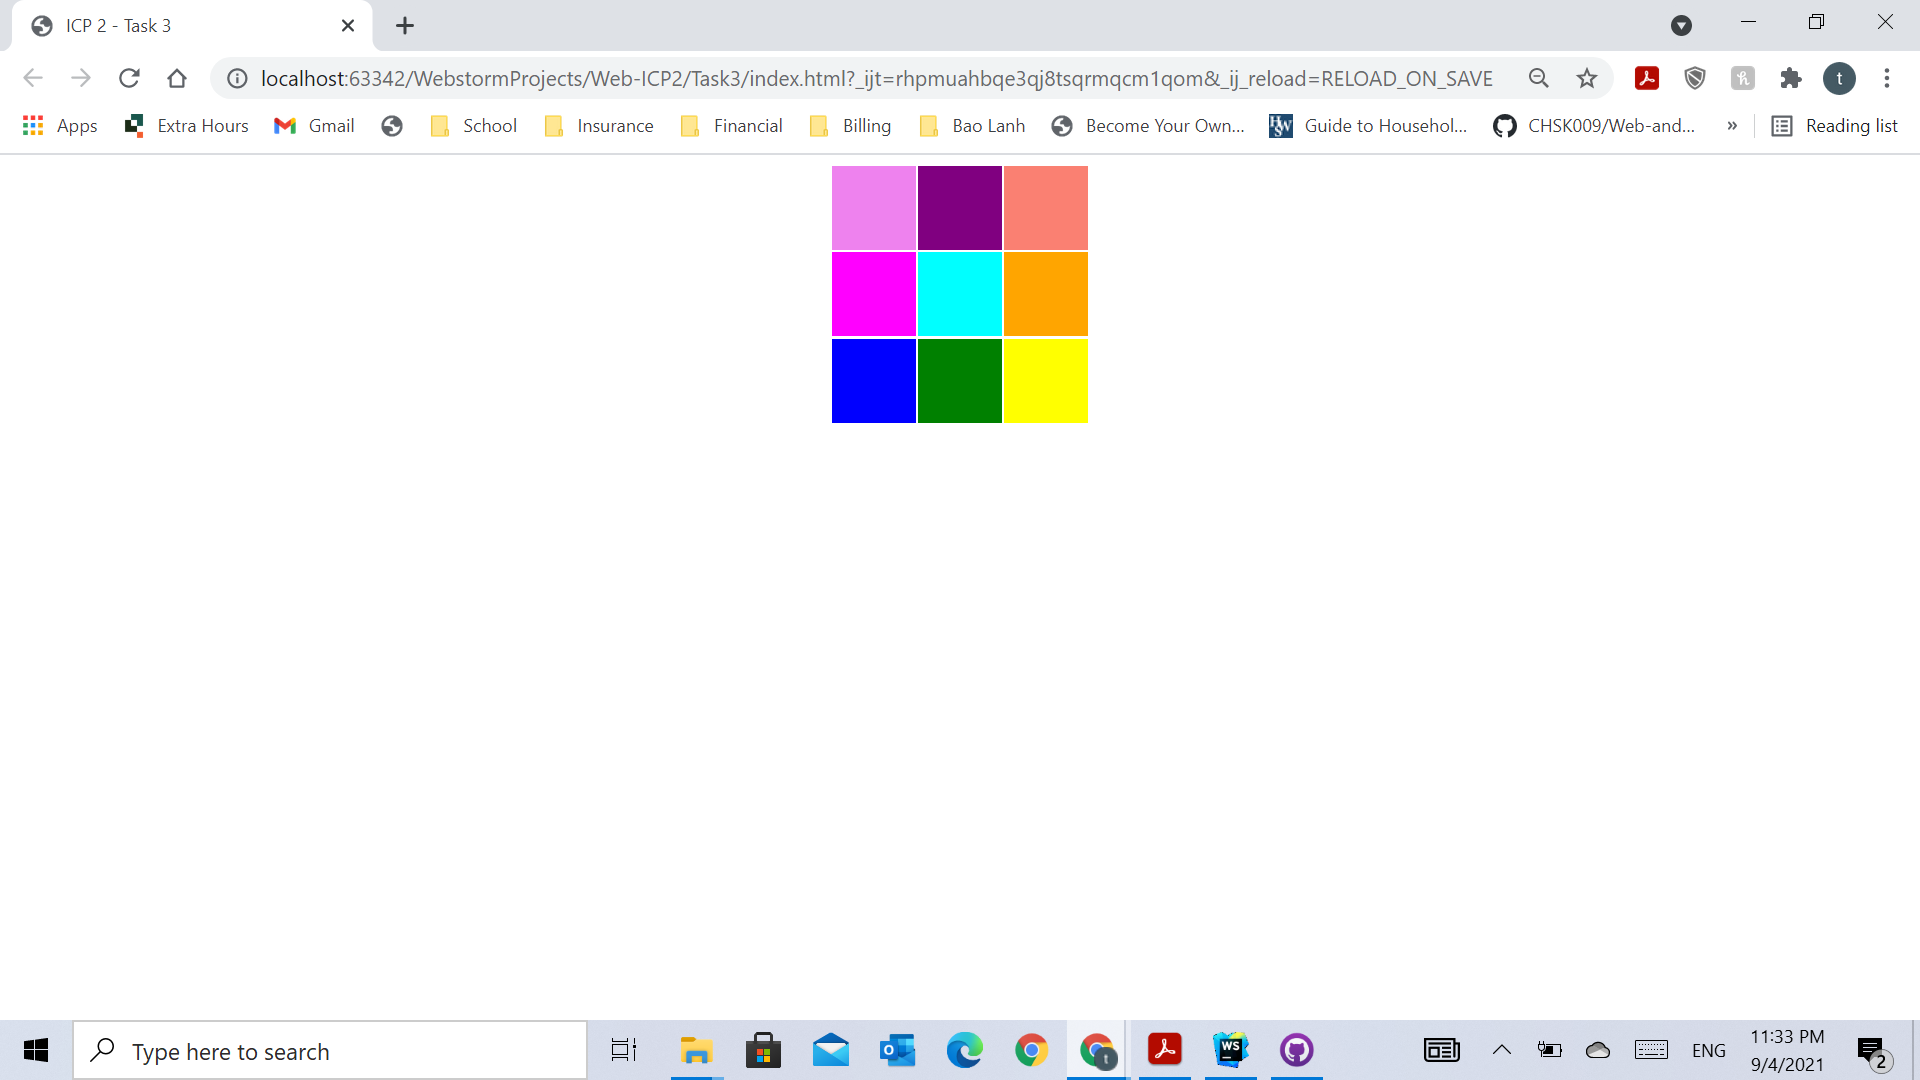 ICP 2 - Task 3
localhost:63342/WebstormProjects/Web-ICP2/Task3/index.html?_ijt=rhpmuahbqe3qj8tsqrmqcm1qom&_ij_reload=RELOAD_ON_SAVE
t
Apps Extra Hours Gmail School Insurance Financial Billing Bao Lanh Become Your Own... HSW Guide to Househol... CHSK009/Web-and... » Reading list
Type here to search
O
t
WS
ENG
11:33 PM
9/4/2021
2